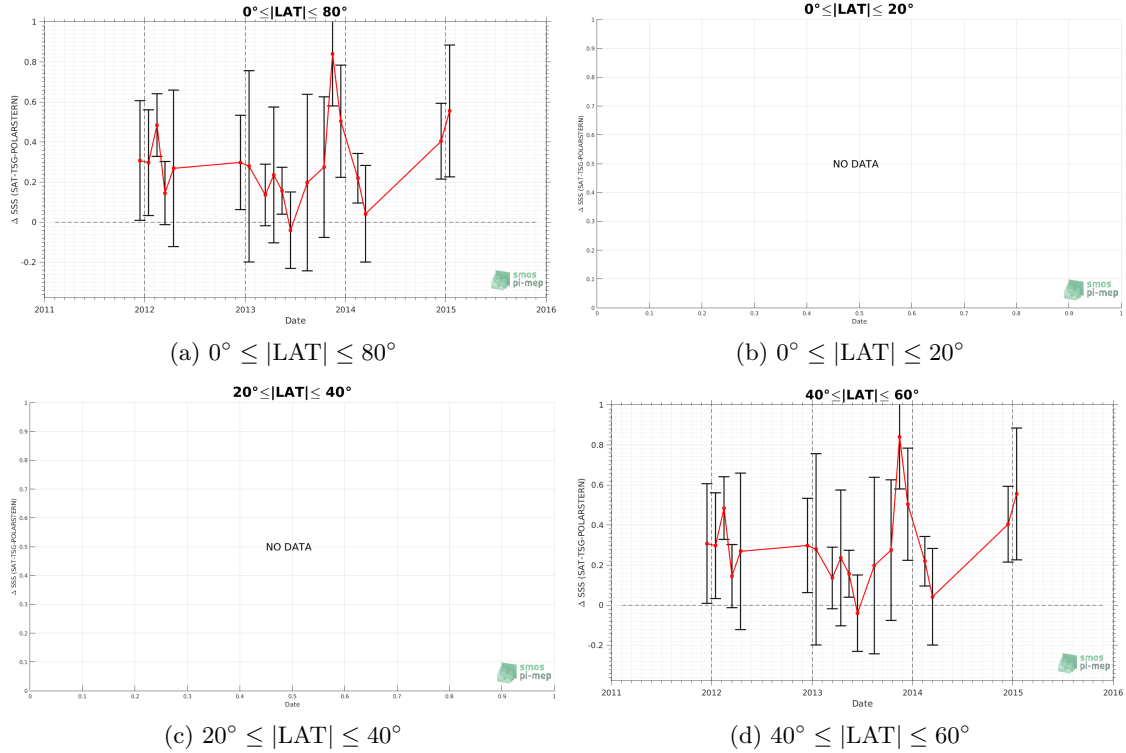 0°≤|LAT|≤ 80°
1
0.8
0.6
0.4
0.2
0
-0.2
Δ SSS (SAT-TSG-POLARSTERN)
2011 2012 2013 2014 2015 2016
Date
smos
pi-mep
(a) 0° ≤ |LAT| ≤ 80°
0°≤|LAT|≤ 20°
1
0.9
0.8
0.7
0.6
0.5
0.4
0.3
0.2
0.1
0
Δ SSS (SAT-TSG-POLARSTERN)
NO DATA
0 0.1 0.2 0.3 0.4 0.5 0.6 0.7 0.8 0.9 1
Date
smos
pi-mep
(b) 0° ≤ |LAT| ≤ 20°
20°≤|LAT|≤ 40°
1
0.9
0.8
0.7
0.6
0.5
0.4
0.3
0.2
0.1
0
Δ SSS (SAT-TSG-POLARSTERN)
NO DATA
0 0.1 0.2 0.3 0.4 0.5 0.6 0.7 0.8 0.9 1
Date
smos
pi-mep
(c) 20° ≤ |LAT| ≤ 40°
40°≤|LAT|≤ 60°
1
0.8
0.6
0.4
0.2
0
-0.2
Δ SSS (SAT-TSG-POLARSTERN)
2011 2012 2013 2014 2015 2016
Date
smos
pi-mep
(d) 40° ≤ |LAT| ≤ 60°